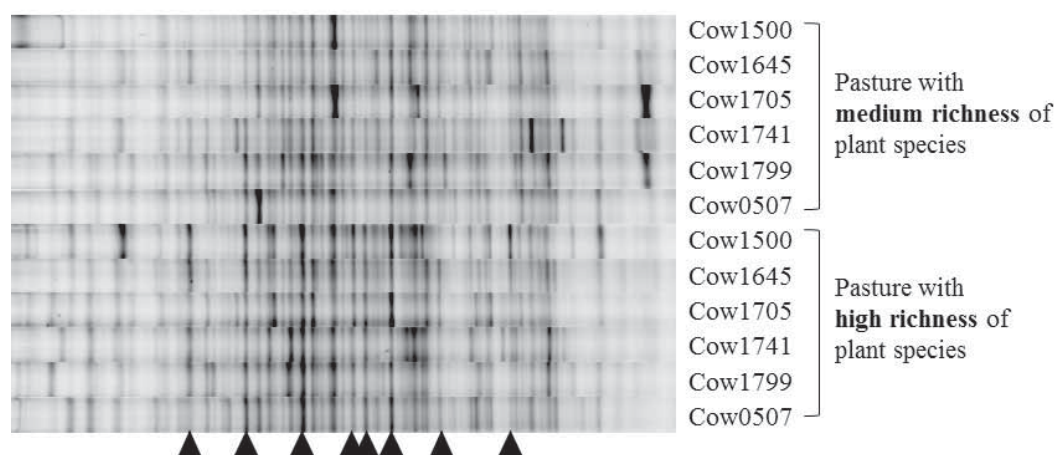 Cow1500
Cow1645
Cow1705
Cow1741
Cow1799
Cow0507
Pasture with
medium richness of
plant species
Cow1500
Cow1645
Cow1705
Cow1741
Cow1799
Cow0507
Pasture with
high richness of
plant species